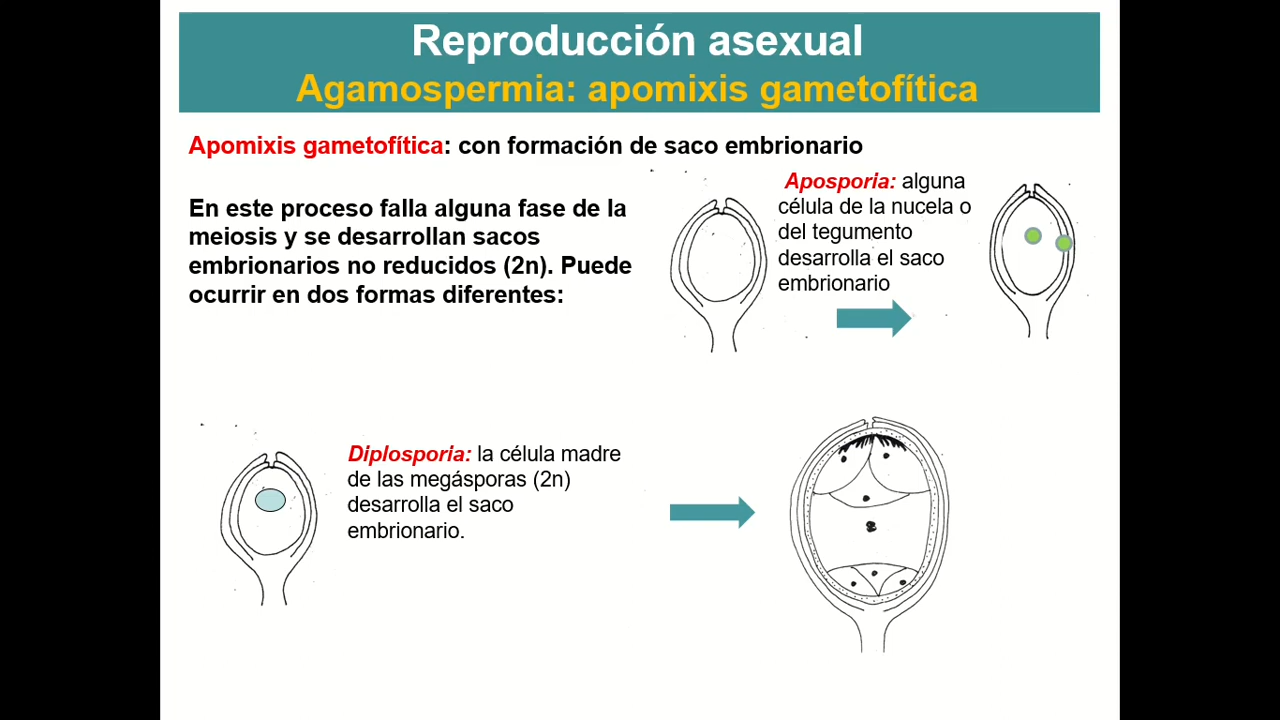 Reproducción asexual
Agamospermia: apomixis gametofítica
Apomixis gametofítica: con formación de saco embrionario
En este proceso falla alguna fase de la
meiosis y se desarrollan sacos
embrionarios no reducidos (2n). Puede
ocurrir en dos formas diferentes:
Aposporia: alguna
célula de la nucela o
del tegumento
desarrolla el saco
embrionario
Diplosporia: la célula madre
de las megásporas (2n)
desarrolla el saco
embrionario.